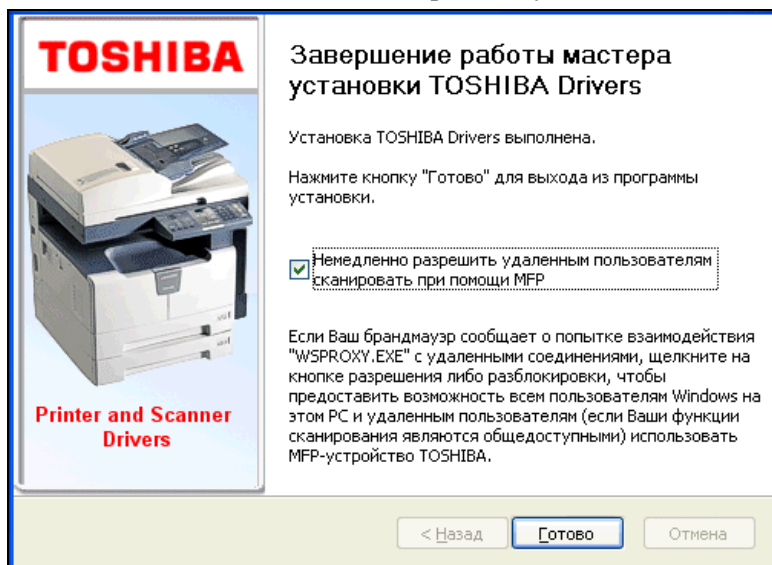 TOSHIBA
Printer and Scanner
Drivers
Завершение работы мастера
установки TOSHIBA Drivers
Установка TOSHIBA Drivers выполнена.
Нажмите кнопку "Готово" для выхода из программы
установки.
Немедленно разрешить удаленным пользователям
сканировать при помощи MFP
Если Ваш брандмауэр сообщает о попытке взаимодействия
"WSPROXY.EXE" с удаленными соединениями, щелкните на
кнопке разрешения либо разблокировки, чтобы
предоставить возможность всем пользователям Windows на
этом PC и удаленным пользователям (если Ваши функции
сканирования являются общедоступными) использовать
MFP-устройство TOSHIBA.
< Назад Готово Отмена